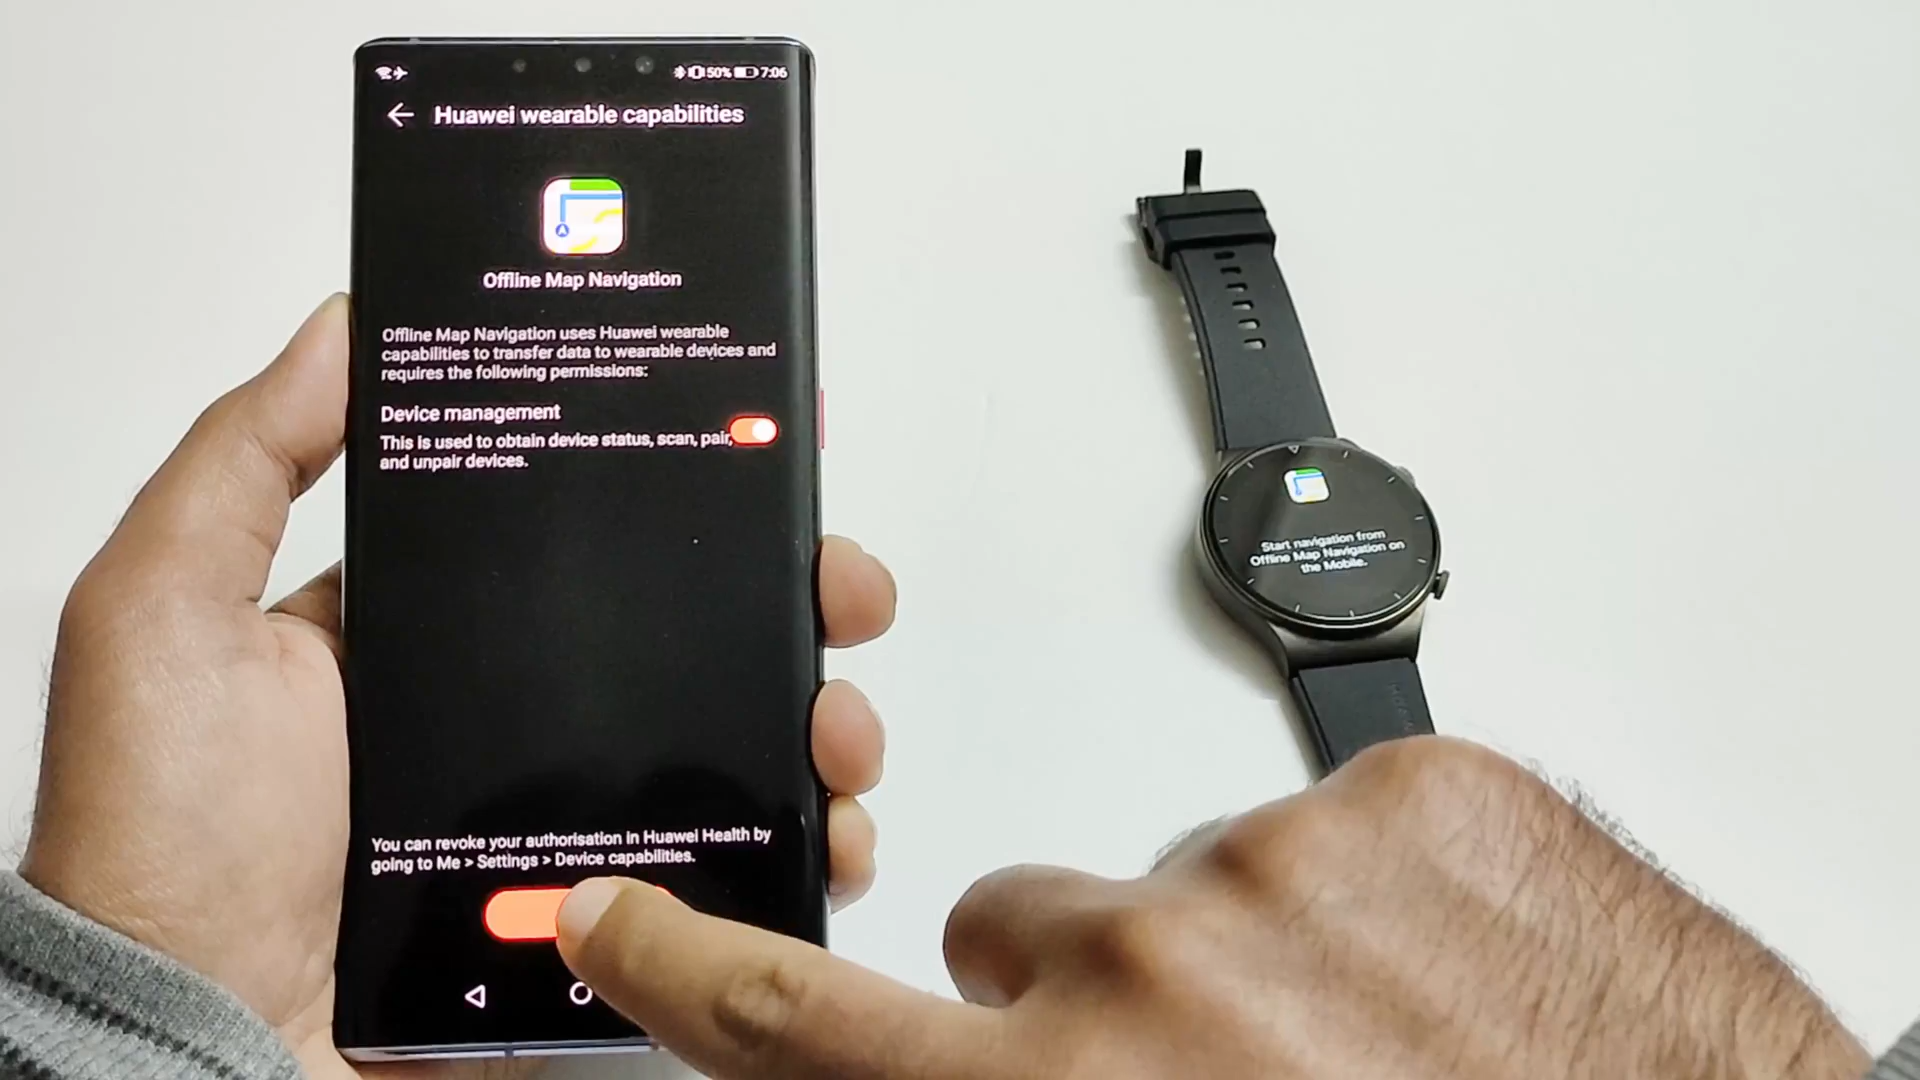 50% 7:06
Huawei wearable capabilities
Offline Map Navigation
Offline Map Navigation uses Huawei wearable
capabilities to transfer data to wearable devices and
requires the following permissions:
Device management
This is used to obtain device status, scan, pair,
and unpair devices.
You can revoke your authorisation in Huawei Health by
going to Me > Settings > Device capabilities.
Start navigation from
Offline Map Navigation on
the Mobile.